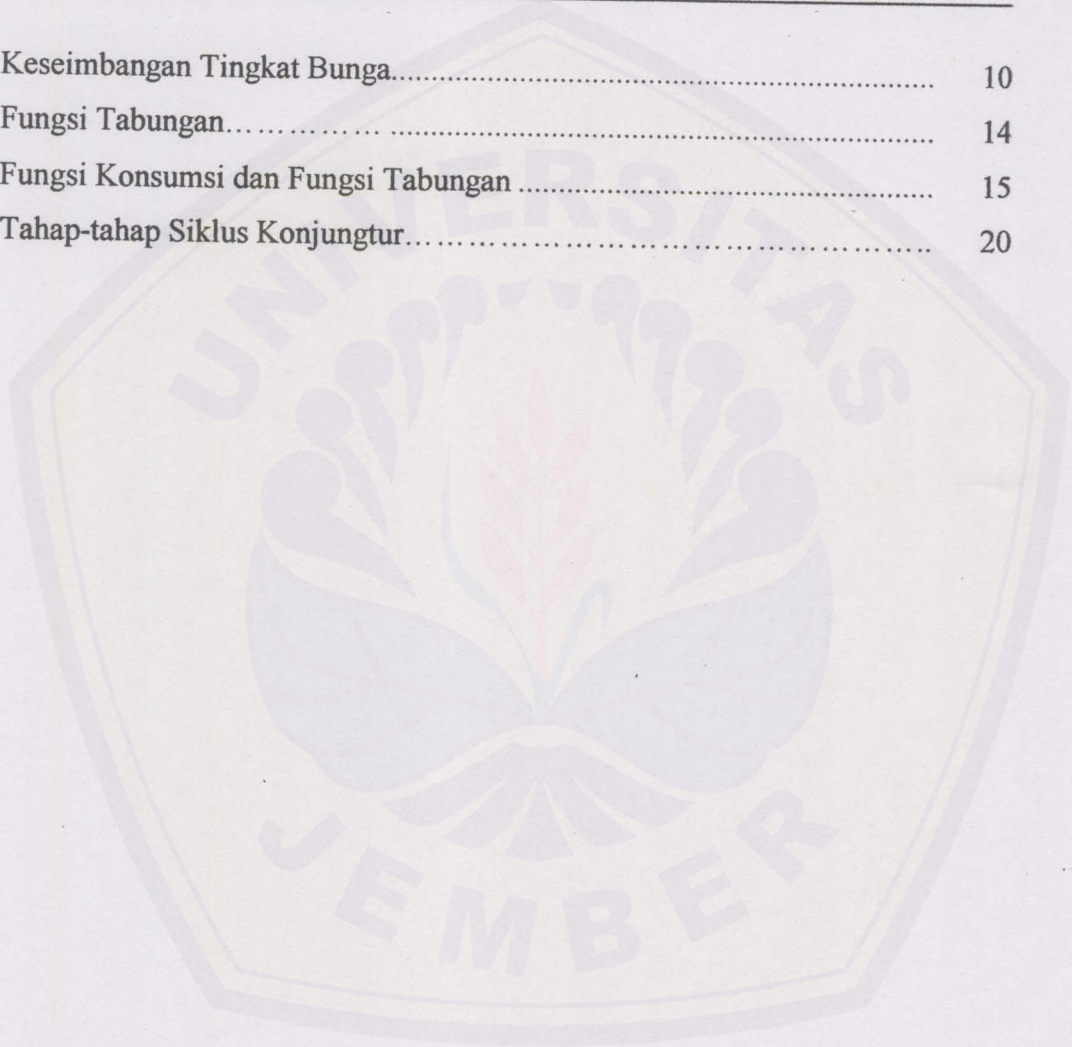 Keseimbangan Tingkat Bunga.................................................................................... 10
Fungsi Tabungan…………… ................................................................................. 14
Fungsi Konsumsi dan Fungsi Tabungan ................................................................ 15
Tahap-tahap Siklus Konjungtur……………………………………………….. 20
UNIVERSITAS
JEMBER